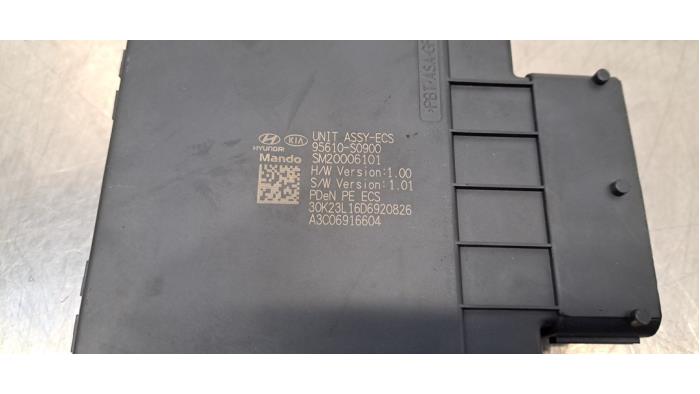 HYUNDAI
KIA
Mando
UNIT ASSY-ECS
95610-S0900
SM20006101
H/W Version:1.00
S/W Version:1.01
PDeN PE ECS
30K23L16D6920826
A3C06916604